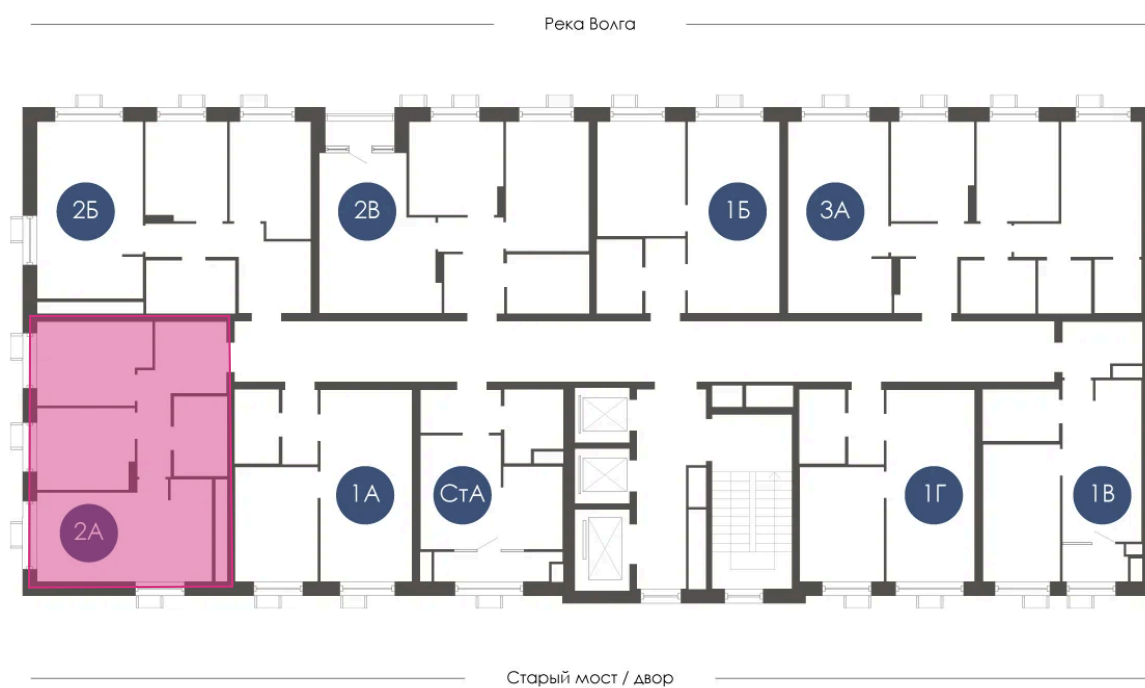 Река Волга
2Б
2В
1Б
3А
2А
1А
СтА
1Г
1В
Старый мост / двор